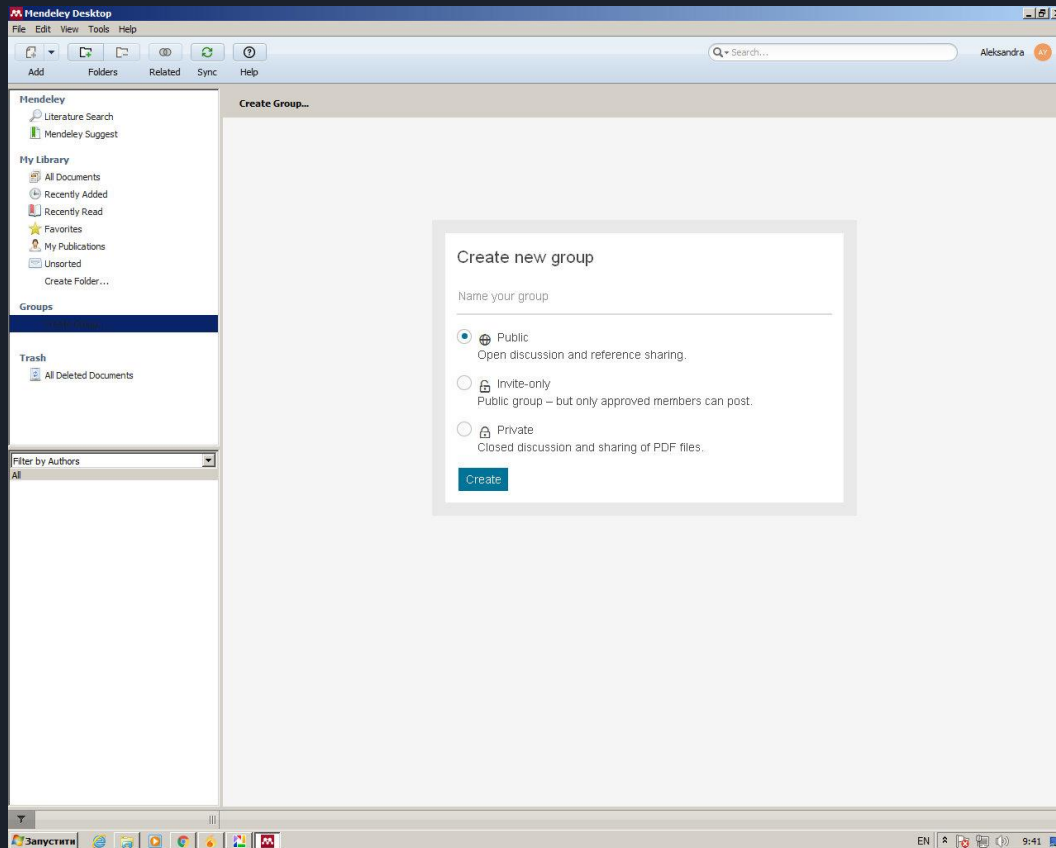 Mendeley Desktop
File Edit View Tools Help
Search...
Aleksandra AY
Add Folders Related Sync Help
Mendeley
Literature Search
Mendeley Suggest
My Library
All Documents
Recently Added
Recently Read
Favorites
My Publications
Unsorted
Create Folder...
Groups
Trash
All Deleted Documents
Filter by Authors
All
Create Group...
Create new group
Name your group
Public
Open discussion and reference sharing.
Invite-only
Public group – but only approved members can post.
Private
Closed discussion and sharing of PDF files.
Create
Запустити
EN 9:41